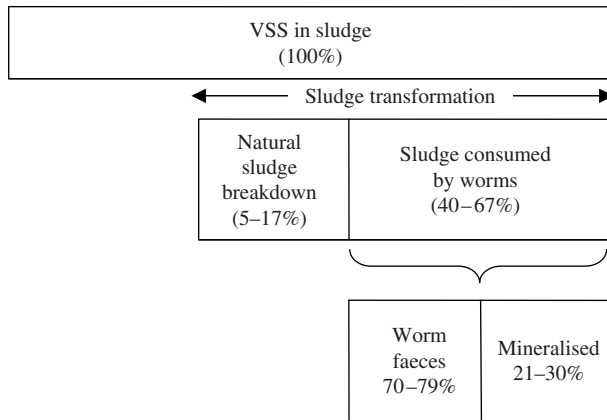 VSS in sludge
(100%)
Sludge transformation
Natural
sludge
breakdown
(5–17%)
Sludge consumed
by worms
(40–67%)
Worm
faeces
70–79%
Mineralised
21–30%